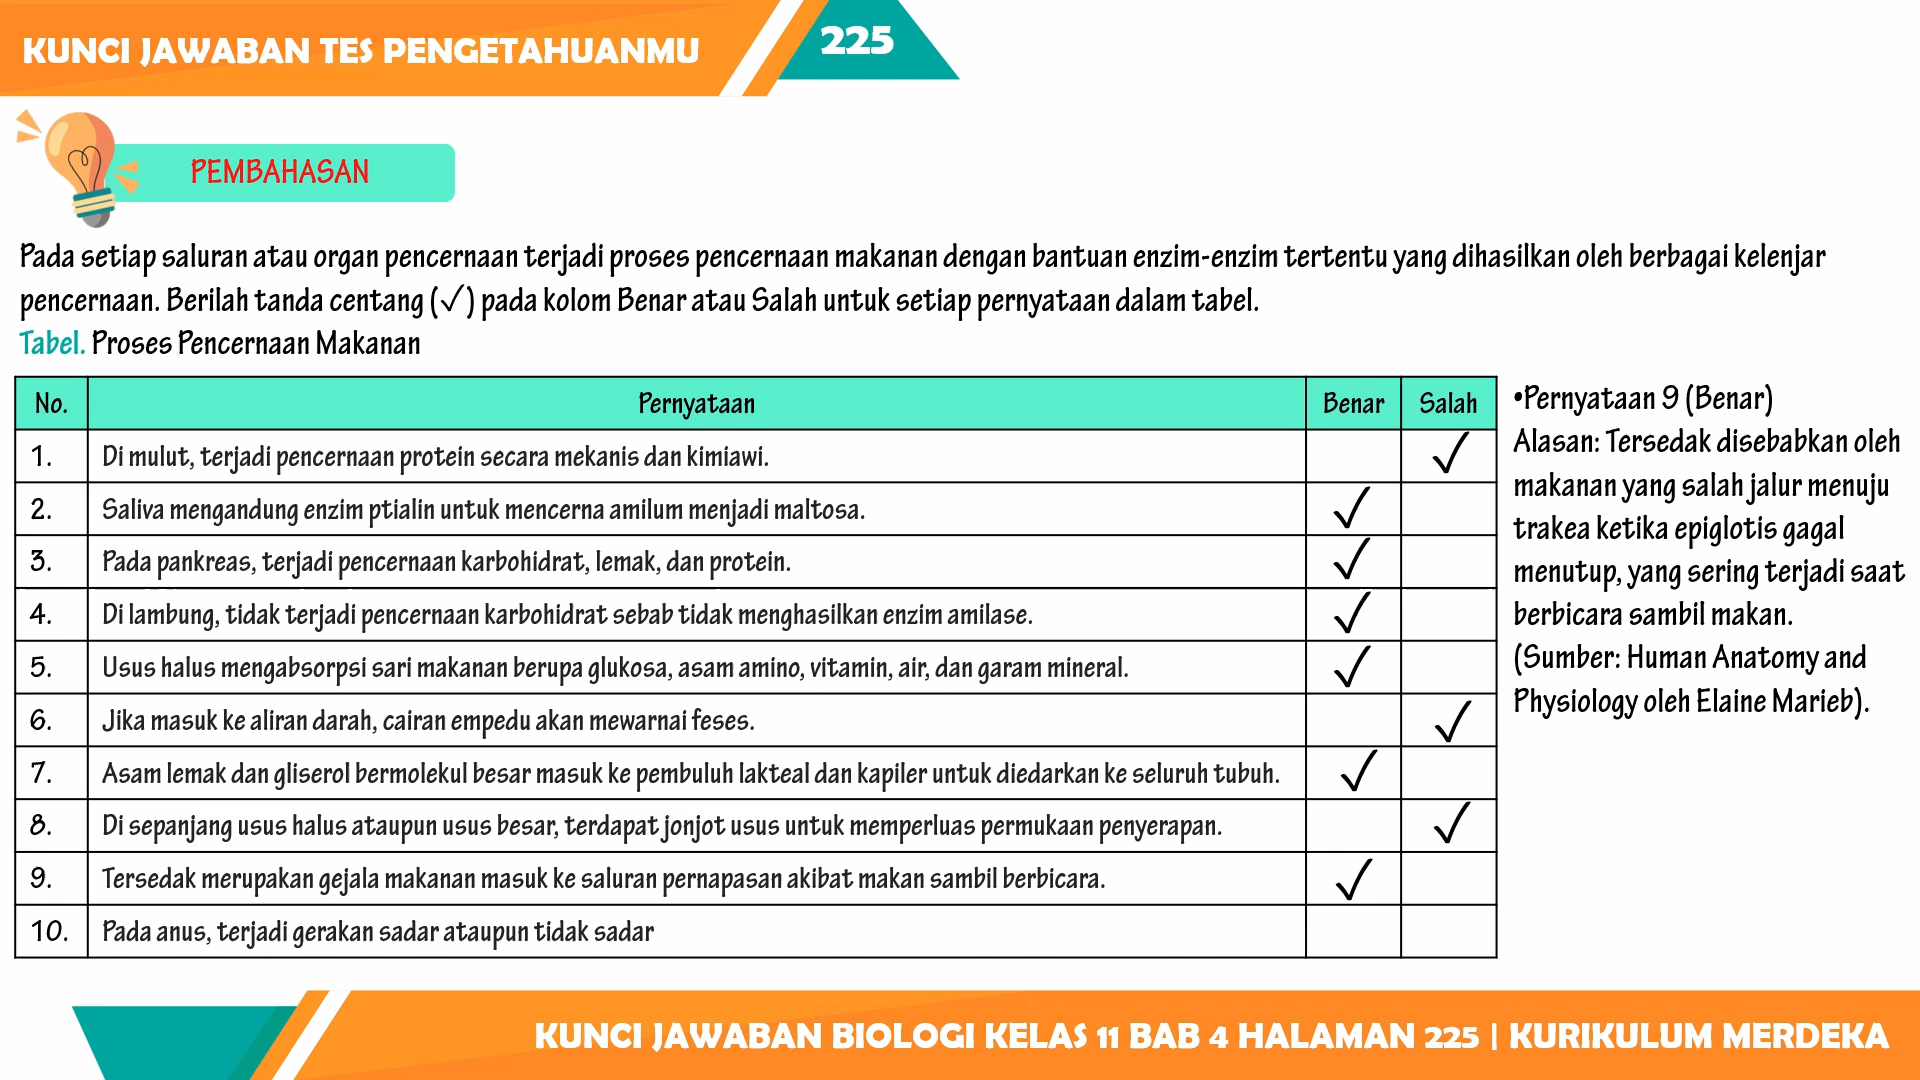 KUNCI JAWABAN TES PENGETAHUANMU
225
PEMBAHASAN
Pada setiap saluran atau organ pencernaan terjadi proses pencernaan makanan dengan bantuan enzim-enzim tertentu yang dihasilkan oleh berbagai kelenjar
pencernaan. Berilah tanda centang (✓) pada kolom Benar atau Salah untuk setiap pernyataan dalam tabel.
Tabel. Proses Pencernaan Makanan
No. Pernyataan Benar Salah
1. Di mulut, terjadi pencernaan protein secara mekanis dan kimiawi. ✓
2. Saliva mengandung enzim ptialin untuk mencerna amilum menjadi maltosa. ✓
3. Pada pankreas, terjadi pencernaan karbohidrat, lemak, dan protein. ✓
4. Di lambung, tidak terjadi pencernaan karbohidrat sebab tidak menghasilkan enzim amilase. ✓
5. Usus halus mengabsorpsi sari makanan berupa glukosa, asam amino, vitamin, air, dan garam mineral. ✓
6. Jika masuk ke aliran darah, cairan empedu akan mewarnai feses. ✓
7. Asam lemak dan gliserol bermolekul besar masuk ke pembuluh lakteal dan kapiler untuk diedarkan ke seluruh tubuh. ✓
8. Di sepanjang usus halus ataupun usus besar, terdapat jonjot usus untuk memperluas permukaan penyerapan. ✓
9. Tersedak merupakan gejala makanan masuk ke saluran pernapasan akibat makan sambil berbicara. ✓
10. Pada anus, terjadi gerakan sadar ataupun tidak sadar
•Pernyataan 9 (Benar)
Alasan: Tersedak disebabkan oleh
makanan yang salah jalur menuju
trakea ketika epiglotis gagal
menutup, yang sering terjadi saat
berbicara sambil makan.
(Sumber: Human Anatomy and
Physiology oleh Elaine Marieb).
KUNCI JAWABAN BIOLOGI KELAS 11 BAB 4 HALAMAN 225 | KURIKULUM MERDEKA